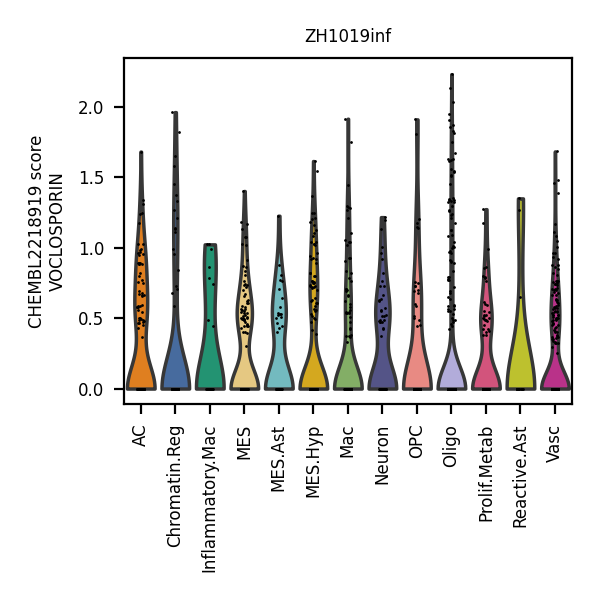 ZH1019inf
CHEMBL2218919 score
VOCLOSPORIN
2.0
1.5
1.0
0.5
0.0
AC
Chromatin.Reg
Inflammatory.Mac
MES
MES.Ast
MES.Hyp
Mac
Neuron
OPC
Oligo
Prolif.Metab
Reactive.Ast
Vasc